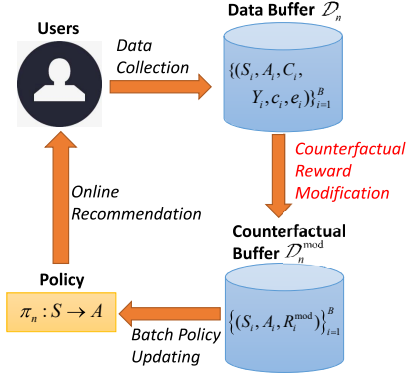 Users
Data Buffer 𝒟ₙ
Data
Collection
{(Sᵢ, Aᵢ, Cᵢ,
Yᵢ, cᵢ, eᵢ)}ᴮᵢ₌₁
Counterfactual
Reward
Modification
Online
Recommendation
Counterfactual
Buffer 𝒟ₙᵐᵒᵈ
Policy
πₙ : S → A
{(Sᵢ, Aᵢ, Rᵢᵐᵒᵈ)}ᴮᵢ₌₁
Batch Policy
Updating